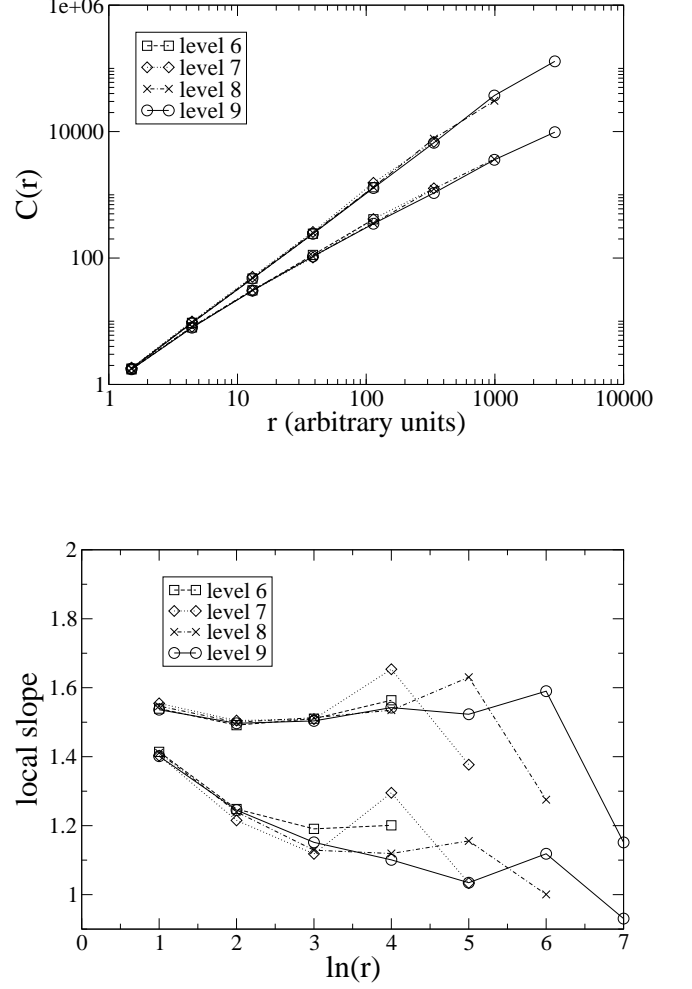 1e+06
level 6
level 7
level 8
level 9
10000
C(r)
100
1
1 10 100 1000 10000
r (arbitrary units)
2
level 6
level 7
level 8
level 9
1.8
1.6
local slope
1.4
1.2
1
0 1 2 3 4 5 6 7
ln(r)